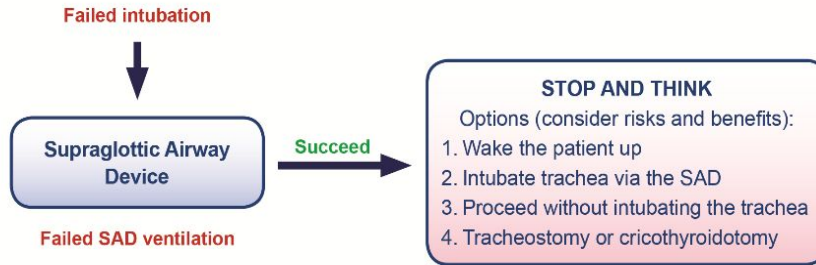 Failed intubation
Supraglottic Airway
Device
Succeed
Failed SAD ventilation
STOP AND THINK
Options (consider risks and benefits):
1. Wake the patient up
2. Intubate trachea via the SAD
3. Proceed without intubating the trachea
4. Tracheostomy or cricothyroidotomy